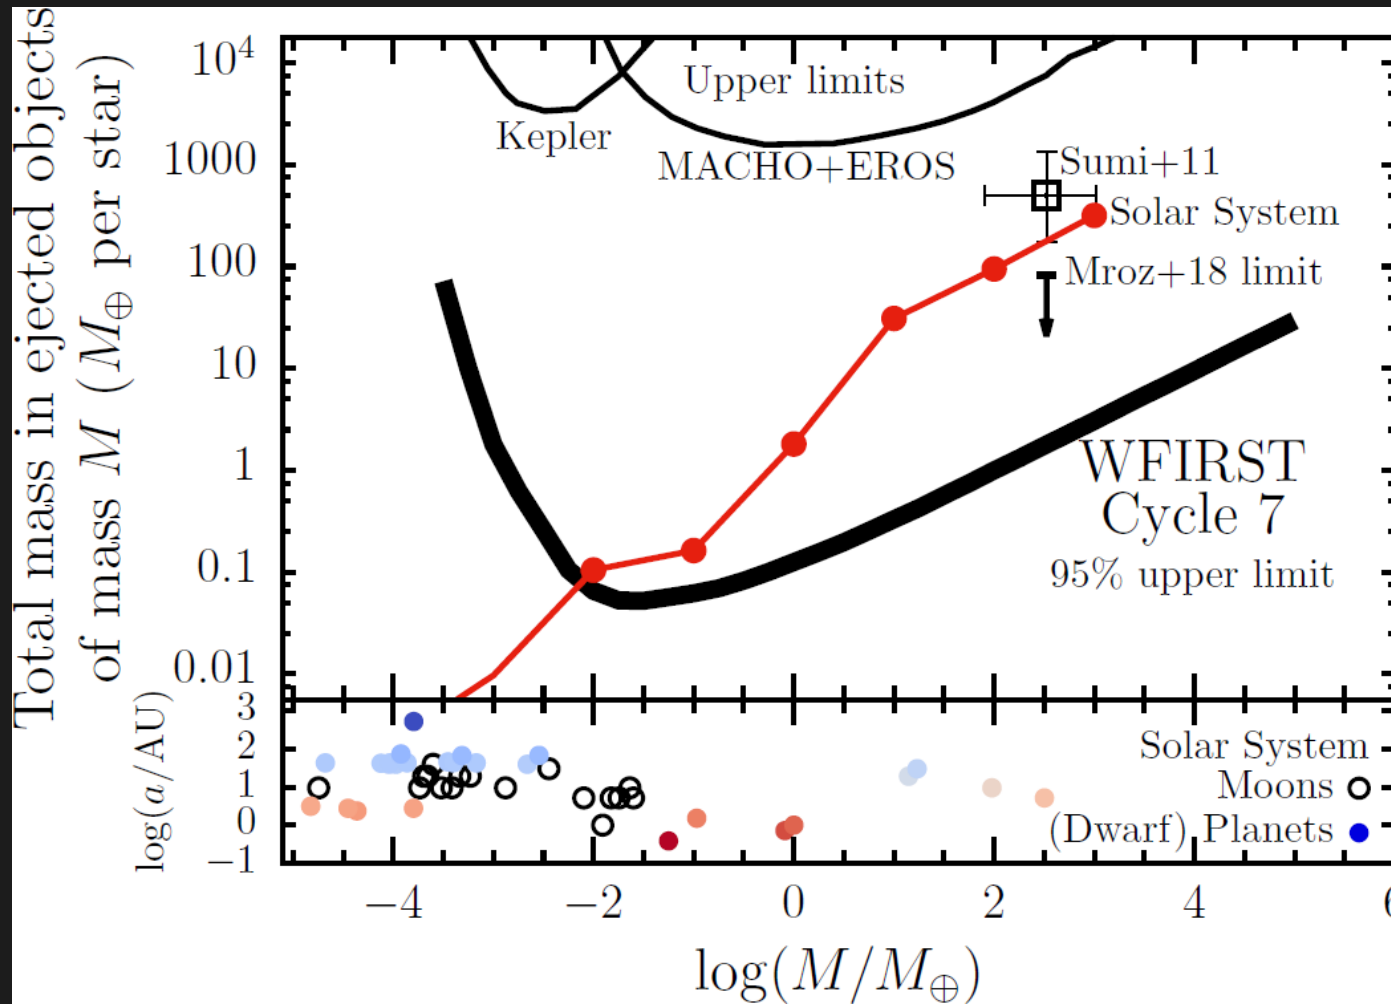 Total mass in ejected objects
of mass M (M⊕ per star)
10⁴
1000
100
10
1
0.1
0.01
Upper limits
Kepler
MACHO+EROS
Sumi+11
Solar System
Mroz+18 limit
WFIRST
Cycle 7
95% upper limit
log(a/AU)
3
2
1
0
−1
Solar System
Moons
(Dwarf) Planets
−4 −2 0 2 4 6
log(M/M⊕)